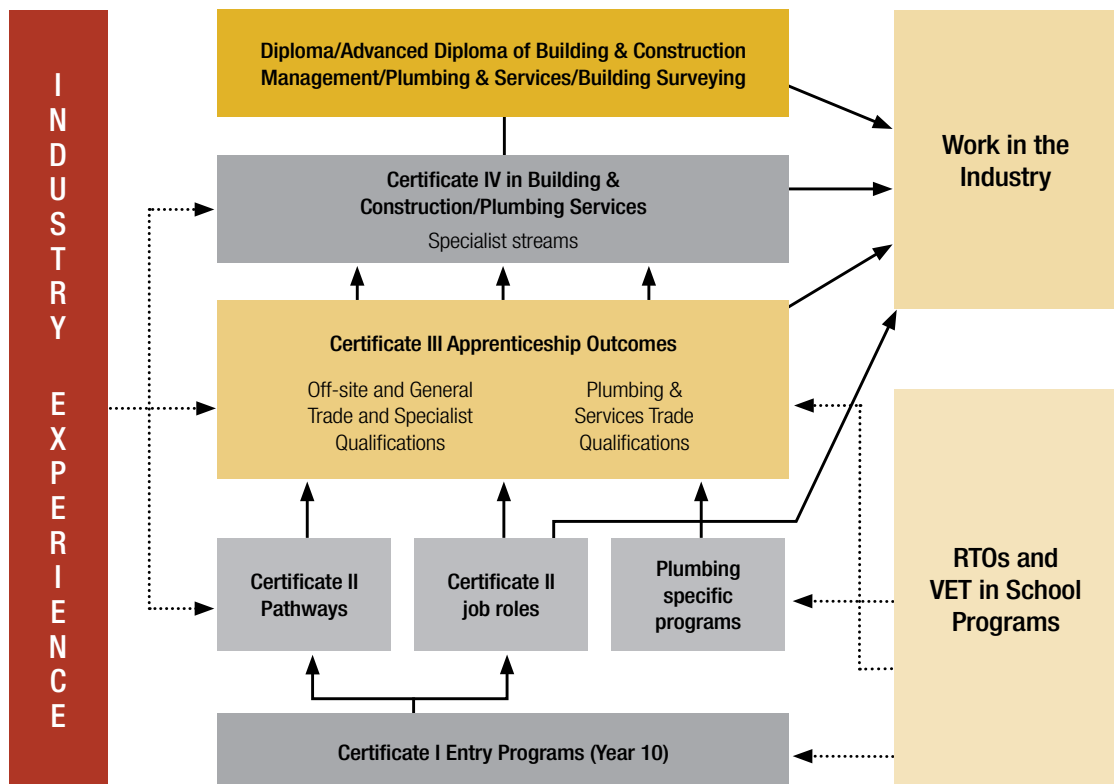 INDUSTRY EXPERIENCE
Diploma/Advanced Diploma of Building & Construction
Management/Plumbing & Services/Building Surveying
Work in the
Industry
Certificate IV in Building &
Construction/Plumbing Services
Specialist streams
Certificate III Apprenticeship Outcomes
Off-site and General
Trade and Specialist
Qualifications
Plumbing &
Services Trade
Qualifications
Certificate II
Pathways
Certificate II
job roles
Plumbing
specific
programs
RTOs and
VET in School
Programs
Certificate I Entry Programs (Year 10)